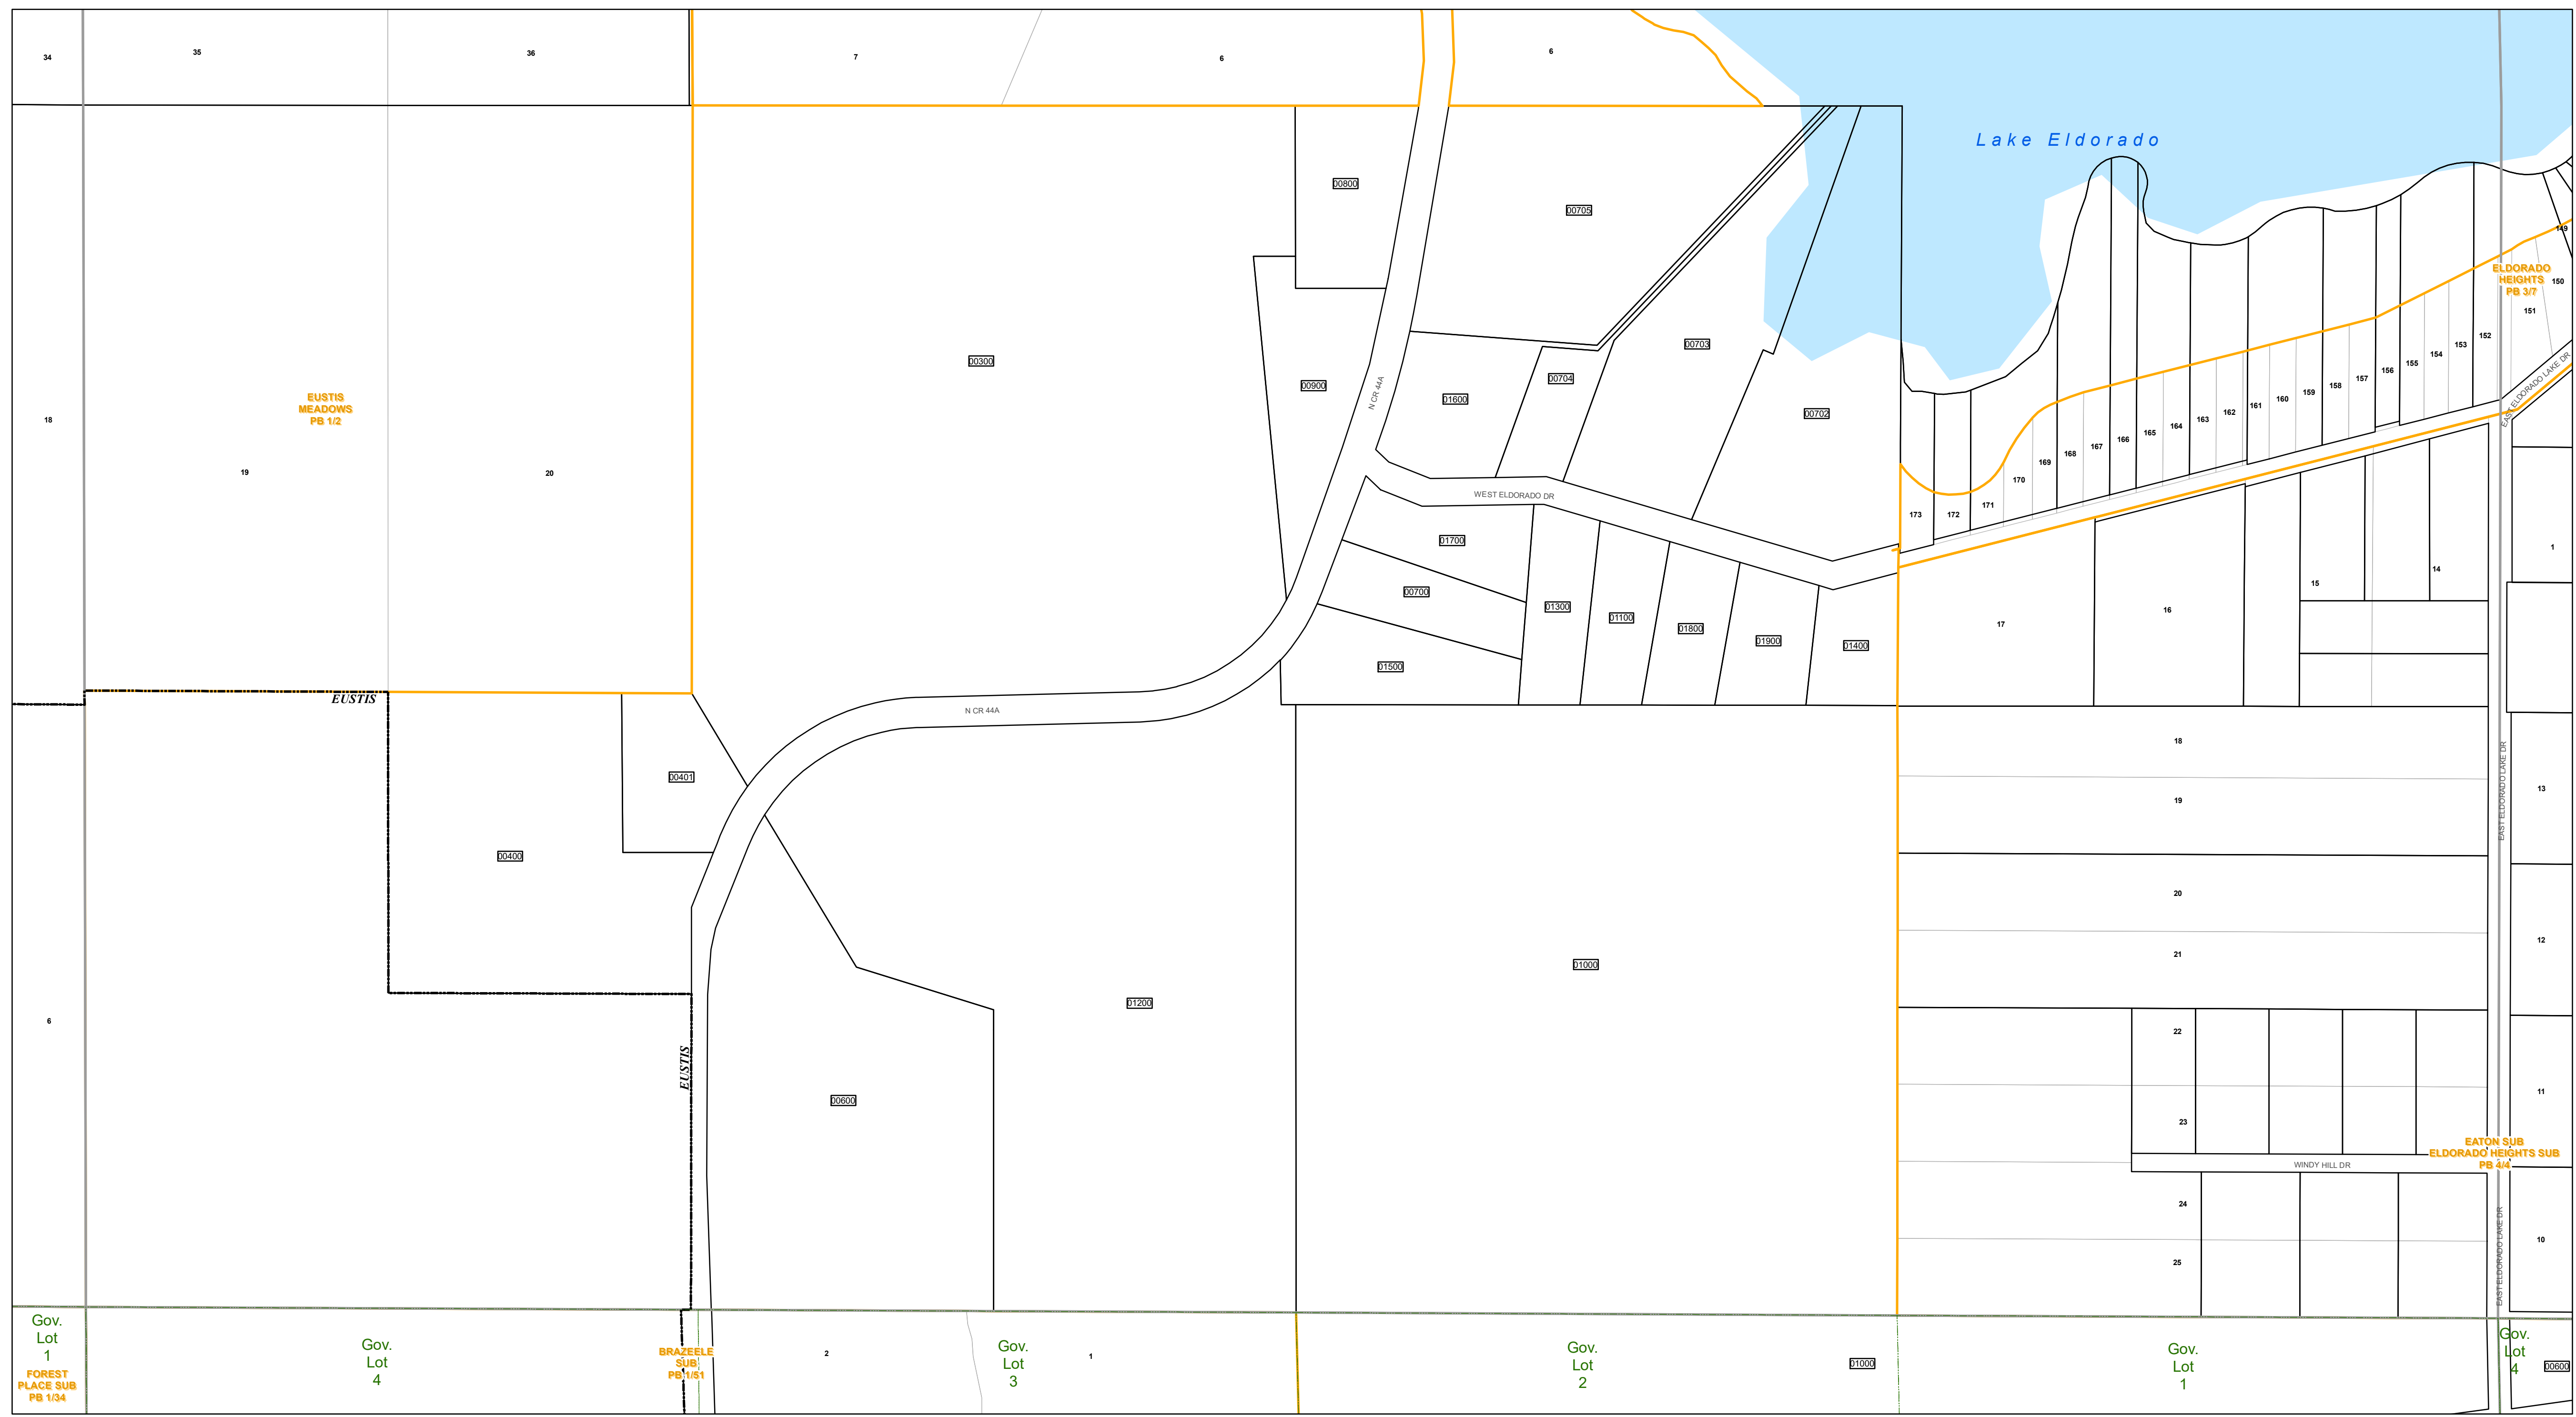 34
35
36
7
6
6
Lake Eldorado
00800
00705
149
ELDORADO
HEIGHTS
PB 3/7
150
151
152
153
154
155
156
157
158
159
160
161
162
163
164
165
166
167
168
169
170
171
172
173
EAST ELDORADO LAKE DR
00300
00900
N CR 44A
01600
00704
00703
00702
EUSTIS
MEADOWS
PB 1/2
18
19
20
WEST ELDORADO DR
01700
00700
01500
01300
01100
01800
01900
01400
17
16
15
14
1
EUSTIS
N CR 44A
00401
00400
18
19
EAST ELDORADO LAKE DR
13
20
21
12
01000
01200
6
EUSTIS
00600
22
23
11
EATON SUB
ELDORADO HEIGHTS SUB
PB 4/4
WINDY HILL DR
24
25
EAST ELDORADO LAKE DR
10
Gov.
Lot
1
FOREST
PLACE SUB
PB 1/34
Gov.
Lot
4
BRAZEELE
SUB
PB 1/51
2
Gov.
Lot
3
1
Gov.
Lot
2
01000
Gov.
Lot
1
Gov.
Lot
4
00600